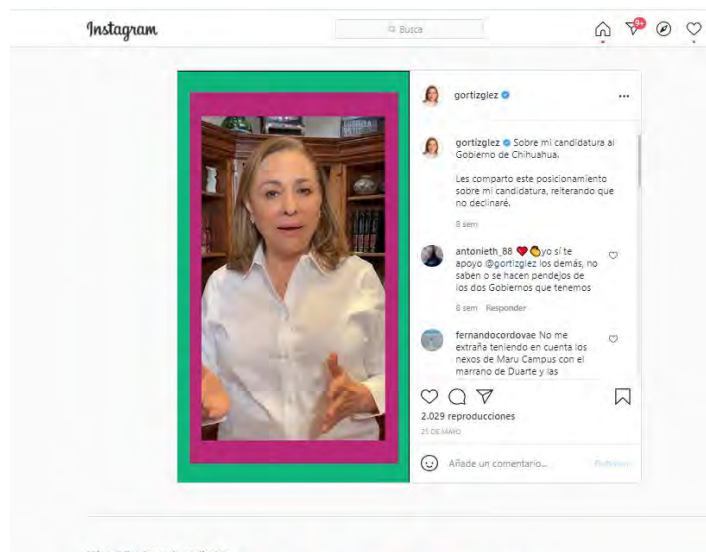 Instagram
Busca
9+
gortizglez
gortizglez Sobre mi candidatura al
Gobierno de Chihuahua.
Les comparto este posicionamiento
sobre mi candidatura, reiterando que
no declinaré.
8 sem
antonieth_88 ❤️👏yo sí te
apoyo @gortizglez los demás, no
saben o se hacen pendejos de
los dos Gobiernos que tenemos
8 sem Responder
fernandocordovae No me
extraña teniendo en cuenta los
nexos de Maru Campus con el
marrano de Duarte y las
2.029 reproducciones
25 DE MAYO
Añade un comentario...